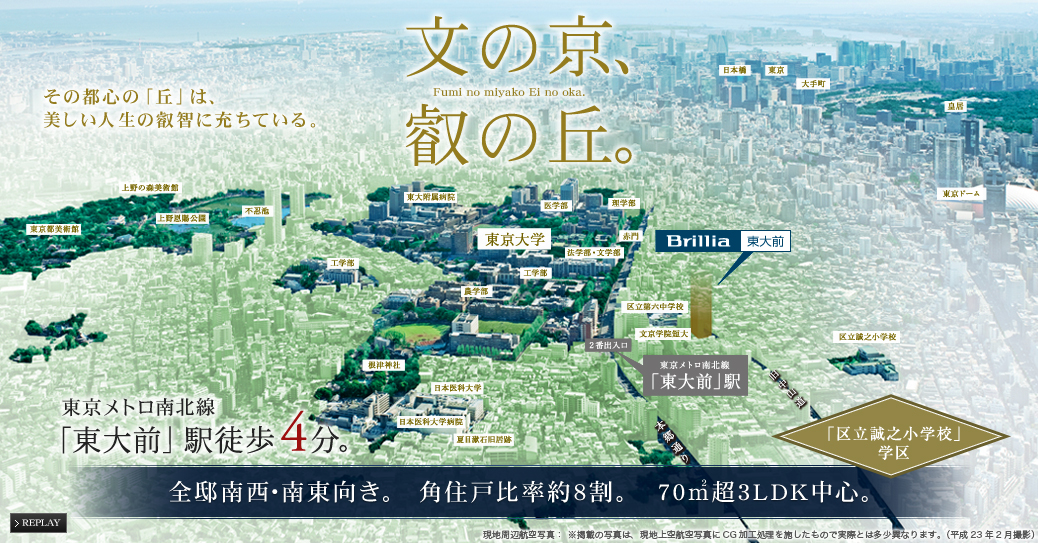 文の京、
Fumi no miyako Ei no oka.
叡の丘。
その都心の「丘」は、
美しい人生の叡智に充ちている。
日本橋
東京
大手町
皇居
東京ドーム
上野の森美術館
上野恩賜公園
不忍池
東京都美術館
東大附属病院
医学部
理学部
東京大学
赤門
法学部・文学部
Brillia 東大前
工学部
工学部
農学部
区立第六中学校
文京学院短大
区立誠之小学校
2番出入口
東京メトロ南北線
「東大前」駅
根津神社
日本医科大学
日本医科大学病院
夏目漱石旧居跡
旧中山道
本郷通り
東京メトロ南北線
「東大前」駅徒歩4分。
「区立誠之小学校」
学区
全邸南西・南東向き。 角住戸比率約8割。 70㎡超3LDK中心。
REPLAY
現地周辺航空写真： ※掲載の写真は、現地上空航空写真にCG加工処理を施したもので実際とは多少異なります。（平成23年2月撮影）